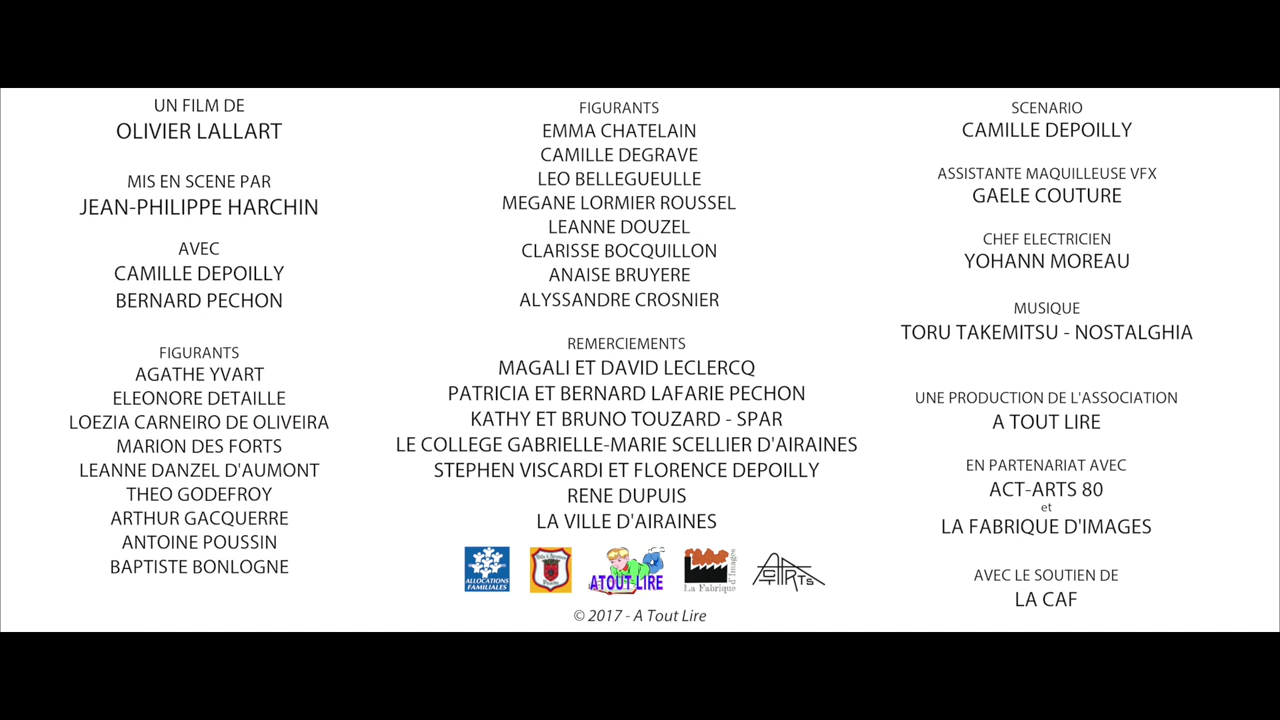 UN FILM DE
OLIVIER LALLART
MIS EN SCENE PAR
JEAN-PHILIPPE HARCHIN
AVEC
CAMILLE DEPOILLY
BERNARD PECHON
FIGURANTS
AGATHE YVART
ELEONORE DETAILLE
LOEZIA CARNEIRO DE OLIVEIRA
MARION DES FORTS
LEANNE DANZEL D'AUMONT
THEO GODEFROY
ARTHUR GACQUERRE
ANTOINE POUSSIN
BAPTISTE BONLOGNE
FIGURANTS
EMMA CHATELAIN
CAMILLE DEGRAVE
LEO BELLEGUEULLE
MEGANE LORMIER ROUSSEL
LEANNE DOUZEL
CLARISSE BOCQUILLON
ANAISE BRUYERE
ALYSSANDRE CROSNIER
REMERCIEMENTS
MAGALI ET DAVID LECLERCQ
PATRICIA ET BERNARD LAFARIE PECHON
KATHY ET BRUNO TOUZARD - SPAR
LE COLLEGE GABRIELLE-MARIE SCELLIER D'AIRAINES
STEPHEN VISCARDI ET FLORENCE DEPOILLY
RENE DUPUIS
LA VILLE D'AIRAINES
ALLOCATIONS
FAMILIALES
ATOUT LIRE
La Fabrique
d'Images
ACT ARTS
© 2017 - A Tout Lire
SCENARIO
CAMILLE DEPOILLY
ASSISTANTE MAQUILLEUSE VFX
GAELE COUTURE
CHEF ELECTRICIEN
YOHANN MOREAU
MUSIQUE
TORU TAKEMITSU - NOSTALGHIA
UNE PRODUCTION DE L'ASSOCIATION
A TOUT LIRE
EN PARTENARIAT AVEC
ACT-ARTS 80
et
LA FABRIQUE D'IMAGES
AVEC LE SOUTIEN DE
LA CAF